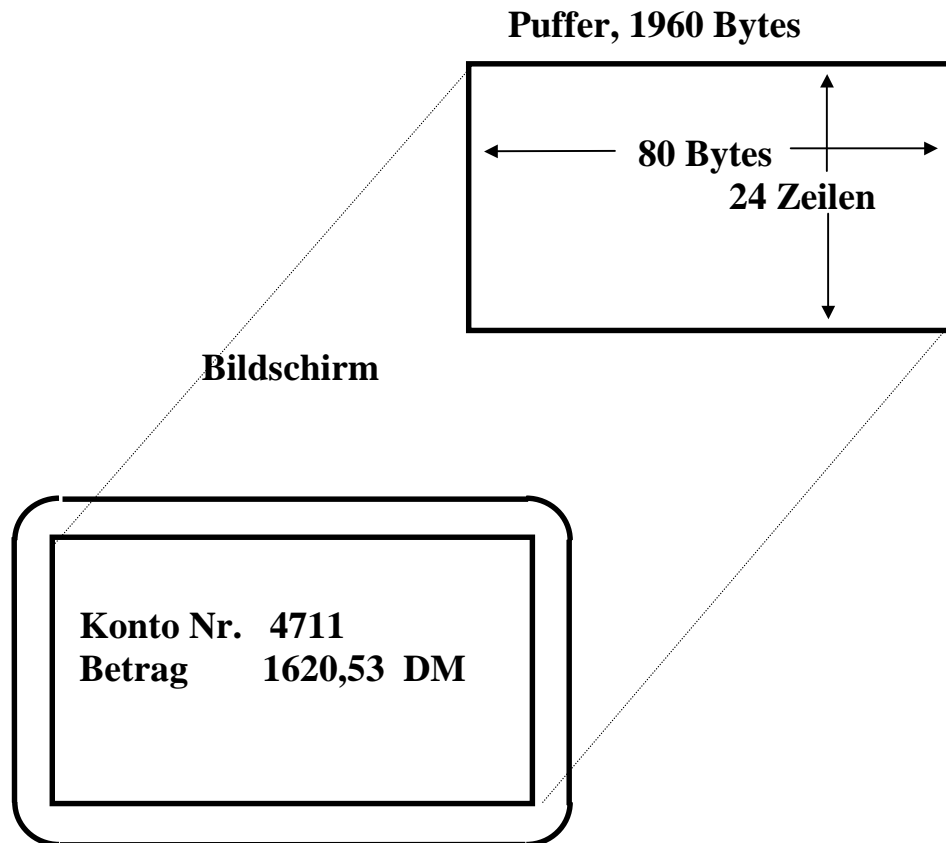 Puffer, 1960 Bytes
80 Bytes
24 Zeilen
Bildschirm
Konto Nr. 4711
Betrag 1620,53 DM